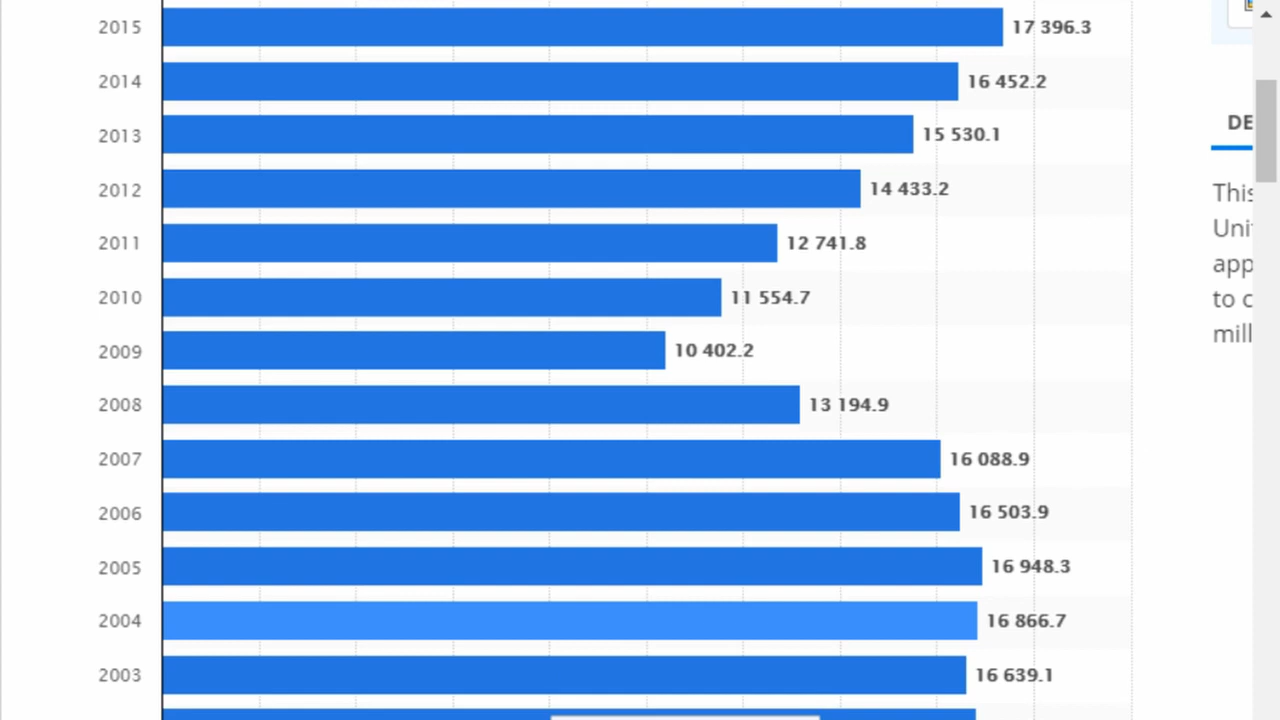 2015 17 396.3
2014 16 452.2
2013 15 530.1
2012 14 433.2
2011 12 741.8
2010 11 554.7
2009 10 402.2
2008 13 194.9
2007 16 088.9
2006 16 503.9
2005 16 948.3
2004 16 866.7
2003 16 639.1
DE
This
Uni
app
to c
mill